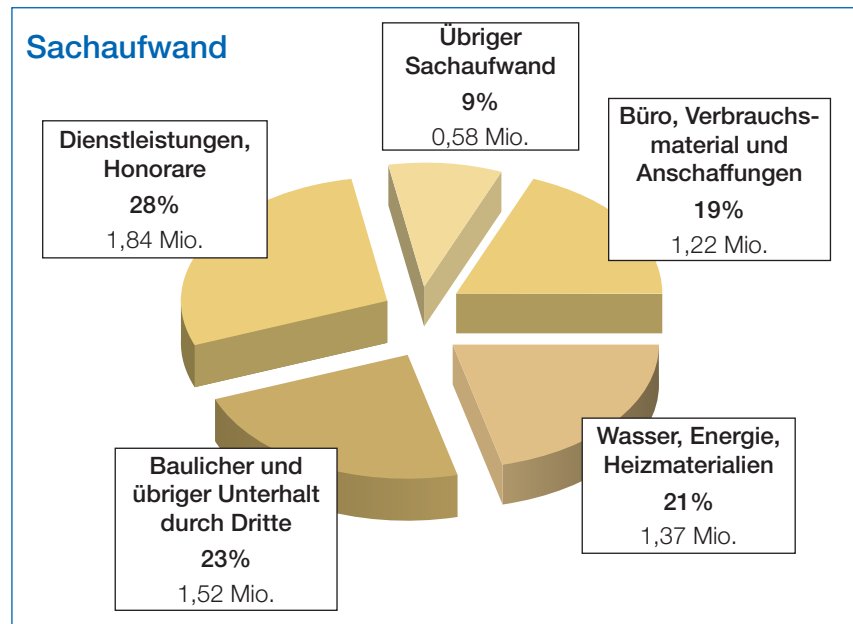 Sachaufwand
Übriger
Sachaufwand
9%
0,58 Mio.
Büro, Verbrauchs-
material und
Anschaffungen
19%
1,22 Mio.
Dienstleistungen,
Honorare
28%
1,84 Mio.
Wasser, Energie,
Heizmaterialien
21%
1,37 Mio.
Baulicher und
übriger Unterhalt
durch Dritte
23%
1,52 Mio.